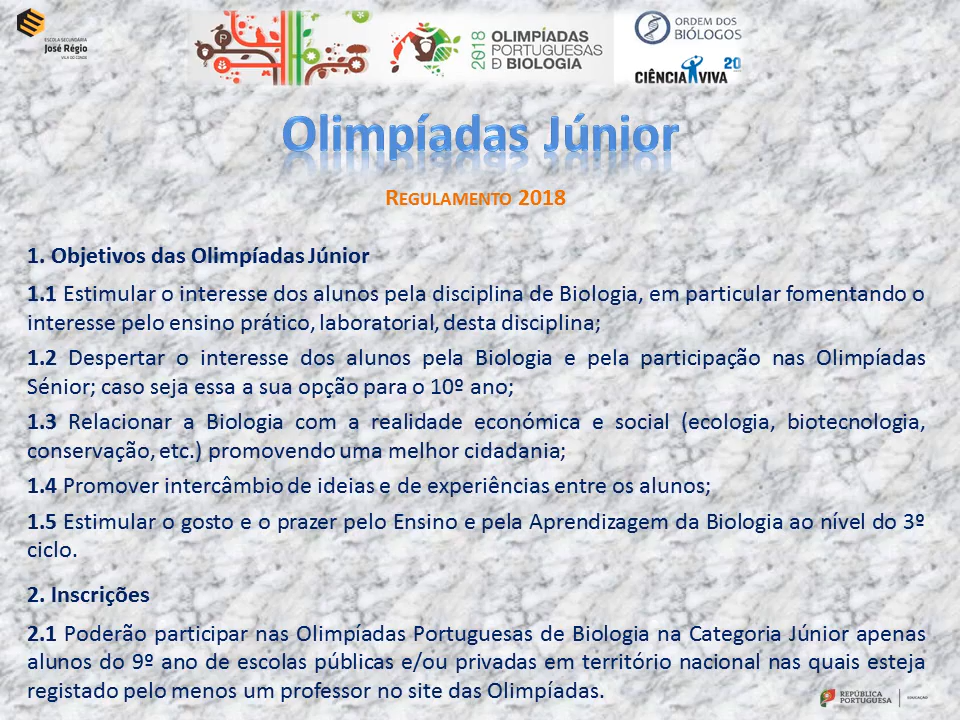 ESCOLA SECUNDÁRIA
José Régio
VILA DO CONDE
2018
OLIMPÍADAS
PORTUGUESAS
Ð BIOLOGIA
ORDEM DOS
BIÓLOGOS
CIÊNCIA VIVA 20
Olimpíadas Júnior
REGULAMENTO 2018
1. Objetivos das Olimpíadas Júnior
1.1 Estimular o interesse dos alunos pela disciplina de Biologia, em particular fomentando o
interesse pelo ensino prático, laboratorial, desta disciplina;
1.2 Despertar o interesse dos alunos pela Biologia e pela participação nas Olimpíadas
Sénior; caso seja essa a sua opção para o 10º ano;
1.3 Relacionar a Biologia com a realidade económica e social (ecologia, biotecnologia,
conservação, etc.) promovendo uma melhor cidadania;
1.4 Promover intercâmbio de ideias e de experiências entre os alunos;
1.5 Estimular o gosto e o prazer pelo Ensino e pela Aprendizagem da Biologia ao nível do 3º
ciclo.
2. Inscrições
2.1 Poderão participar nas Olimpíadas Portuguesas de Biologia na Categoria Júnior apenas
alunos do 9º ano de escolas públicas e/ou privadas em território nacional nas quais esteja
registado pelo menos um professor no site das Olimpíadas.
REPÚBLICA
PORTUGUESA
EDUCAÇÃO